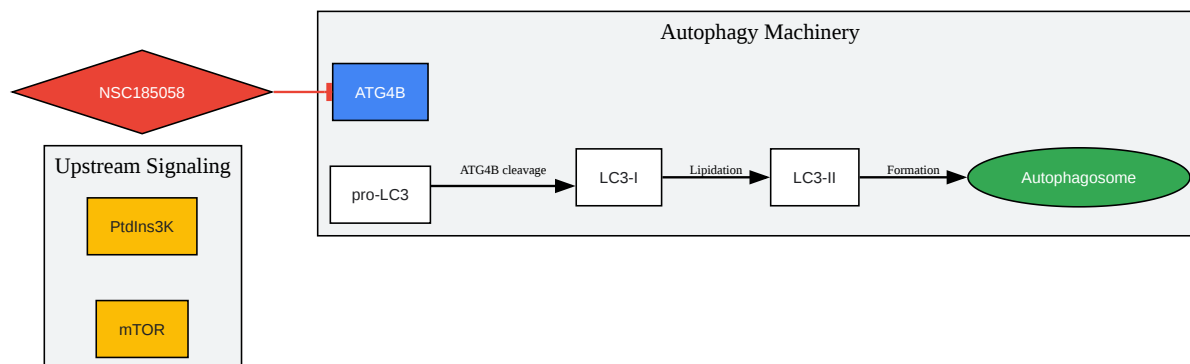 Autophagy Machinery
NSC185058
ATG4B
Upstream Signaling
pro-LC3
ATG4B cleavage
LC3-I
Lipidation
LC3-II
Formation
Autophagosome
PtdIns3K
mTOR